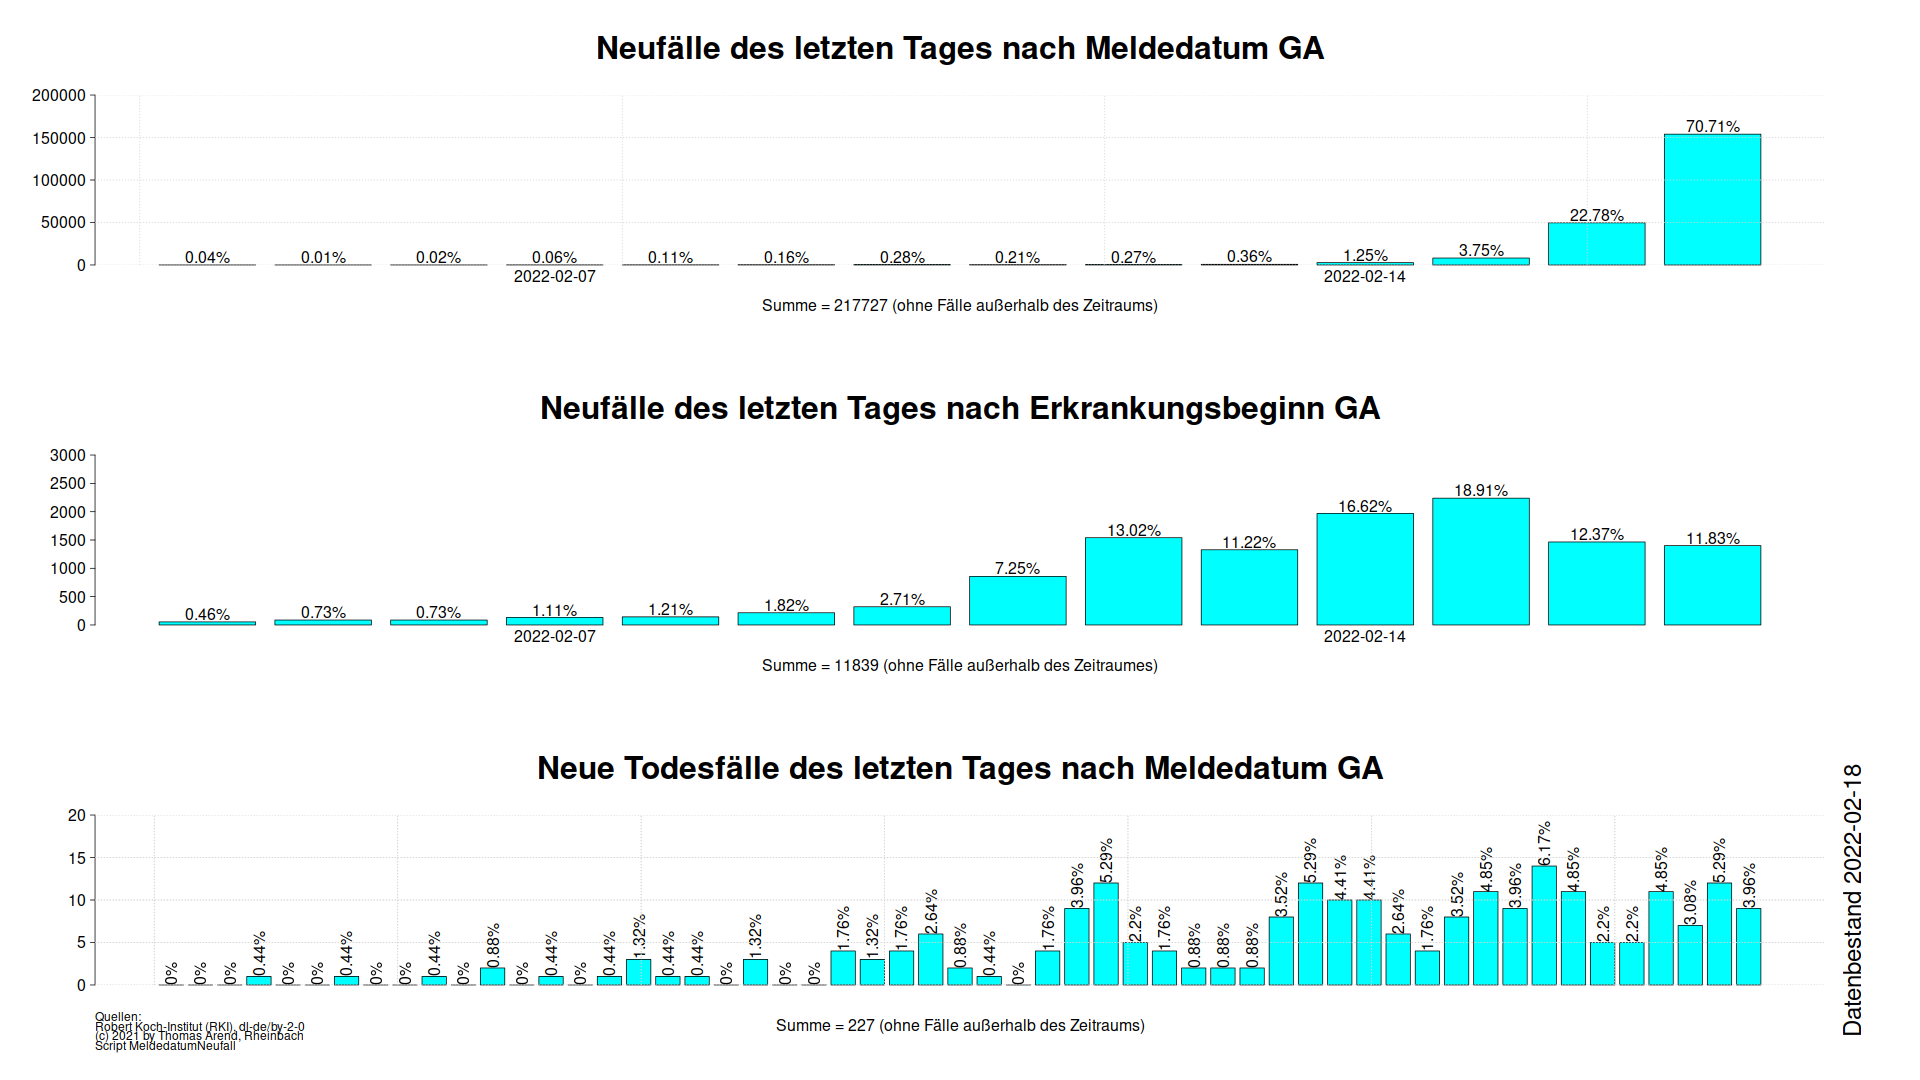 Neufälle des letzten Tages nach Meldedatum GA
200000
150000
100000
50000
0
0.04% 0.01% 0.02% 0.06% 0.11% 0.16% 0.28% 0.21% 0.27% 0.36% 1.25% 3.75% 22.78% 70.71%
2022-02-07 2022-02-14
Summe = 217727 (ohne Fälle außerhalb des Zeitraums)
Neufälle des letzten Tages nach Erkrankungsbeginn GA
3000
2500
2000
1500
1000
500
0
0.46% 0.73% 0.73% 1.11% 1.21% 1.82% 2.71% 7.25% 13.02% 11.22% 16.62% 18.91% 12.37% 11.83%
2022-02-07 2022-02-14
Summe = 11839 (ohne Fälle außerhalb des Zeitraumes)
Neue Todesfälle des letzten Tages nach Meldedatum GA
20
15
10
5
0
0% 0% 0% 0.44% 0% 0% 0.44% 0% 0% 0.44% 0% 0.88% 0% 0.44% 0% 0.44% 1.32% 0.44% 0.44% 0% 1.32% 0% 0% 1.76% 1.32% 1.76% 2.64% 0.88% 0.44% 0% 1.76% 3.96% 5.29% 2.2% 1.76% 0.88% 0.88% 0.88% 3.52% 5.29% 4.41% 4.41% 2.64% 1.76% 3.52% 4.85% 3.96% 6.17% 4.85% 2.2% 2.2% 4.85% 3.08% 5.29% 3.96%
Summe = 227 (ohne Fälle außerhalb des Zeitraums)
Quellen:
Robert Koch-Institut (RKI), dl-de/by-2-0
(c) 2021 by Thomas Arend, Rheinbach
Script MeldedatumNeufall
Datenbestand 2022-02-18